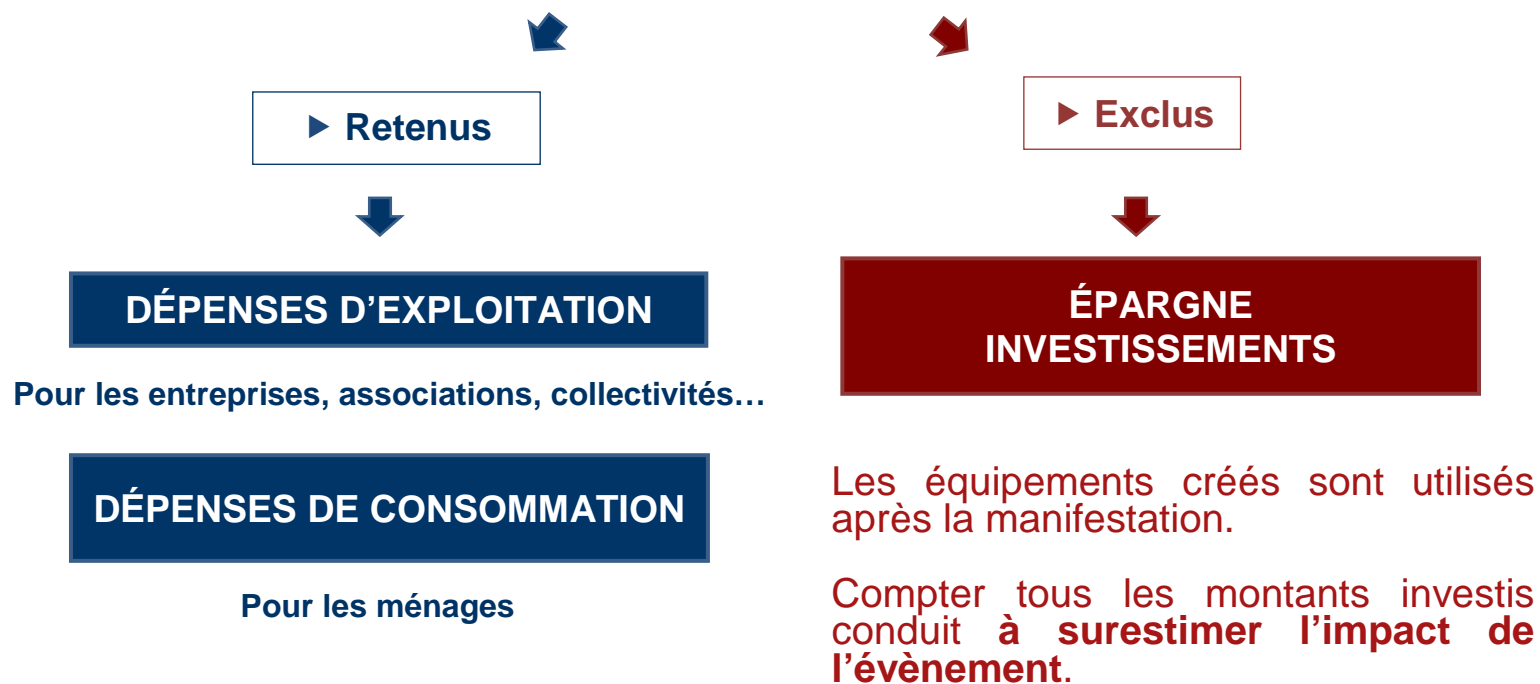 ▶ Retenus
DÉPENSES D’EXPLOITATION
Pour les entreprises, associations, collectivités…
DÉPENSES DE CONSOMMATION
Pour les ménages
▶ Exclus
ÉPARGNE
INVESTISSEMENTS
Les équipements créés sont utilisés
après la manifestation.
Compter tous les montants investis
conduit à surestimer l’impact de
l’évènement.